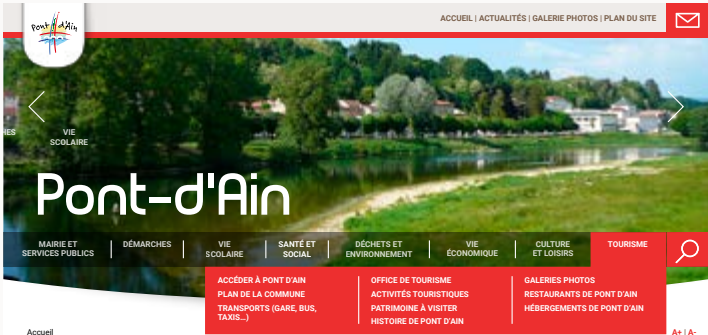 Pont d'Ain
ACCUEIL | ACTUALITÉS | GALERIE PHOTOS | PLAN DU SITE
HES
VIE
SCOLAIRE
Pont-d'Ain
MAIRIE ET
SERVICES PUBLICS
DÉMARCHES
VIE
SCOLAIRE
SANTÉ ET
SOCIAL
DÉCHETS ET
ENVIRONNEMENT
VIE
ÉCONOMIQUE
CULTURE
ET LOISIRS
TOURISME
ACCÉDER À PONT D'AIN
PLAN DE LA COMMUNE
TRANSPORTS (GARE, BUS,
TAXIS...)
OFFICE DE TOURISME
ACTIVITÉS TOURISTIQUES
PATRIMOINE À VISITER
HISTOIRE DE PONT D'AIN
GALERIES PHOTOS
RESTAURANTS DE PONT D'AIN
HÉBERGEMENTS DE PONT D'AIN
Accueil
A+ | A-